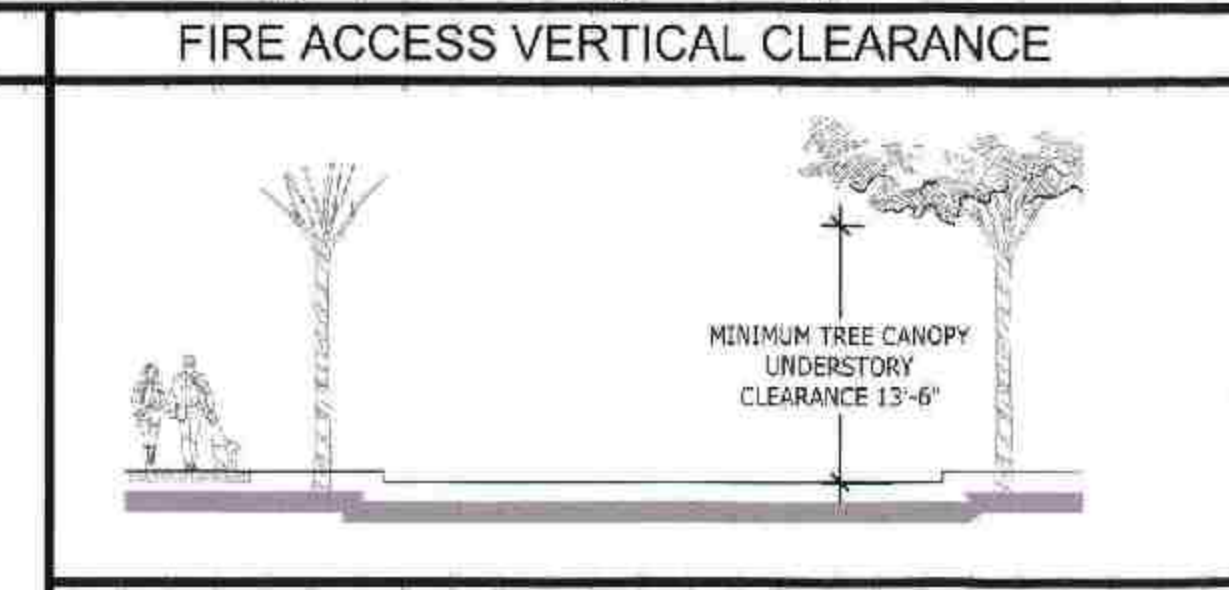 FIRE ACCESS VERTICAL CLEARANCE
MINIMUM TREE CANOPY
UNDERSTORY
CLEARANCE 13'-6"